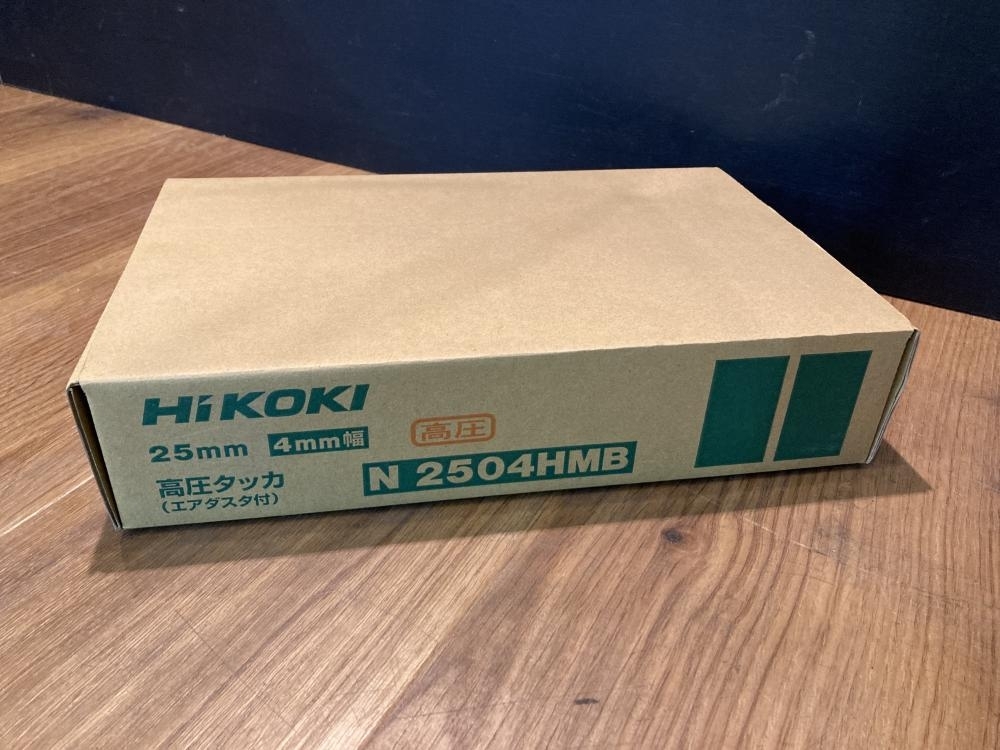 HiKOKI
25mm 4mm幅
高圧タッカ
(エアダスタ付)
高圧
N 2504HMB